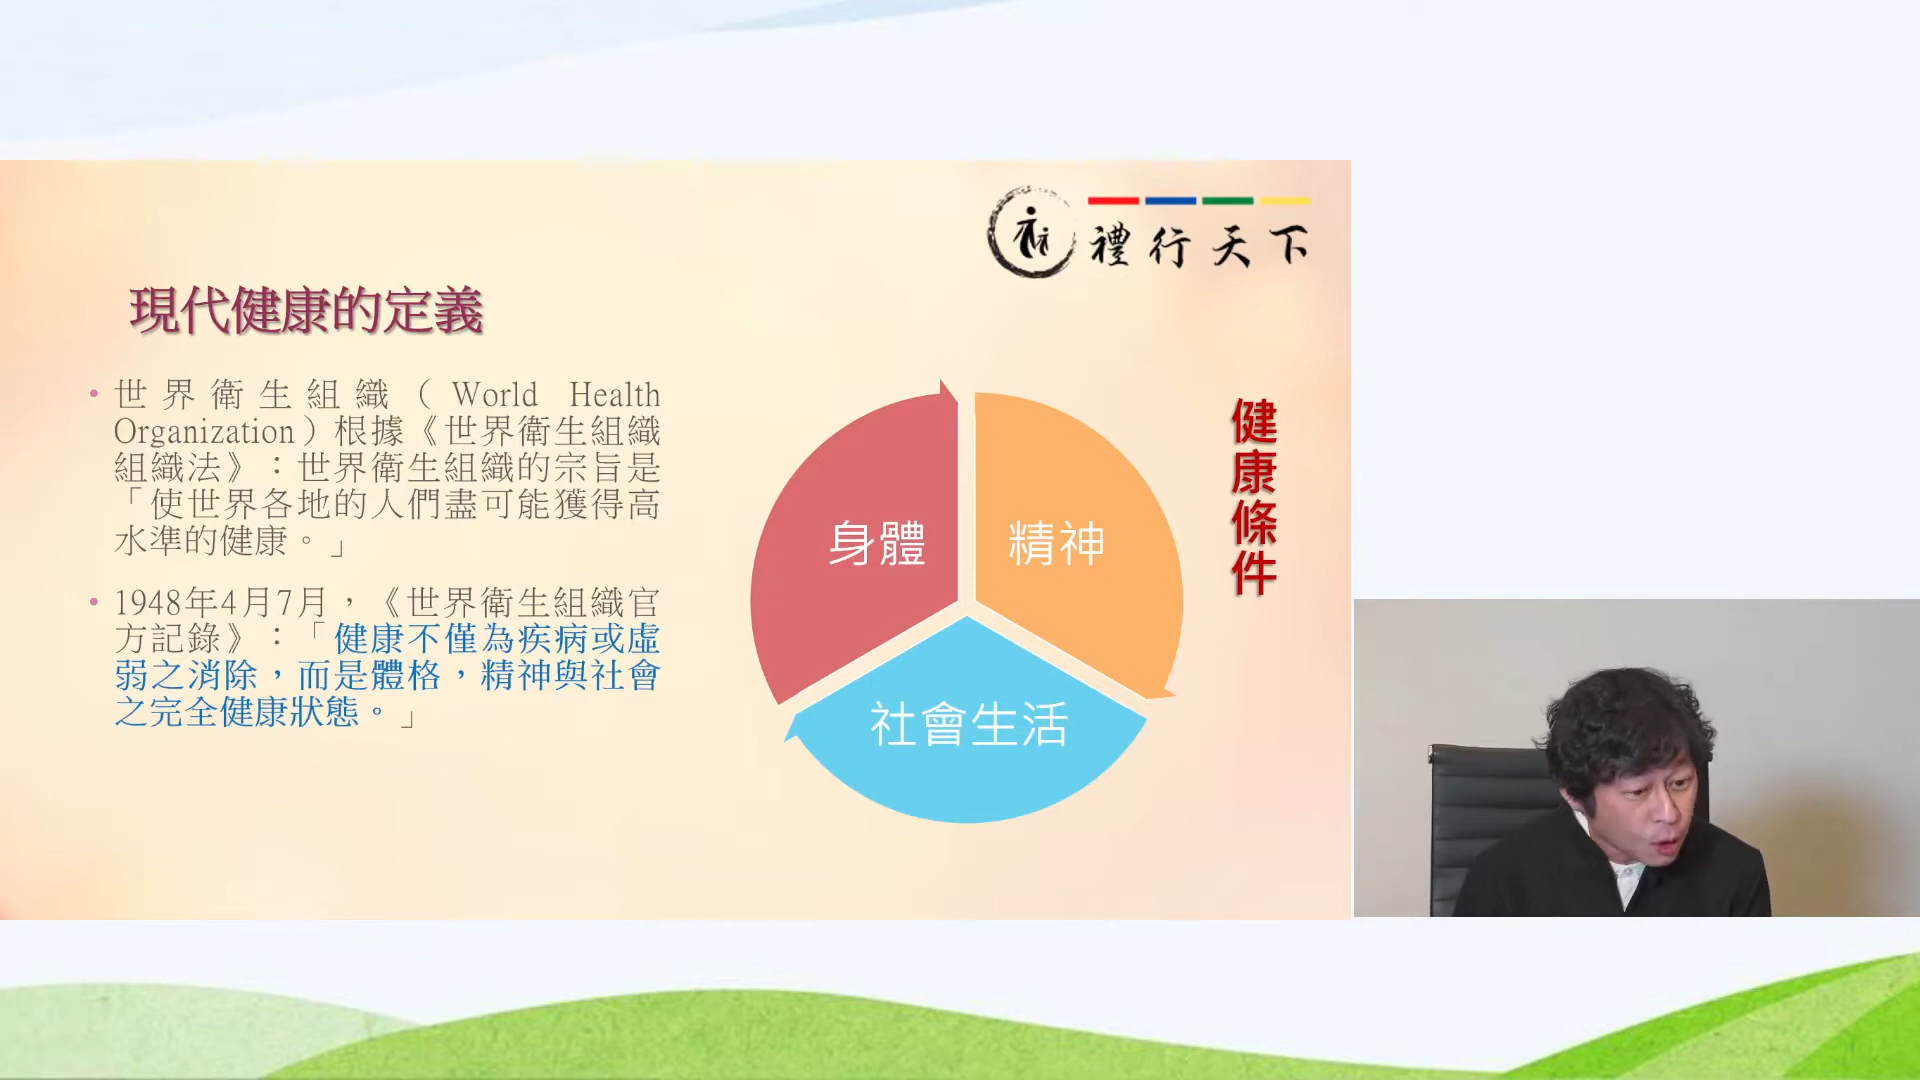 禮行天下
現代健康的定義
世界衛生組織（World Health
Organization）根據《世界衛生組織
組織法》：世界衛生組織的宗旨是
「使世界各地的人們盡可能獲得高
水準的健康。」
1948年4月7月，《世界衛生組織官
方記錄》：「健康不僅為疾病或虛
弱之消除，而是體格，精神與社會
之完全健康狀態。」
身體
精神
社會生活
健康條件